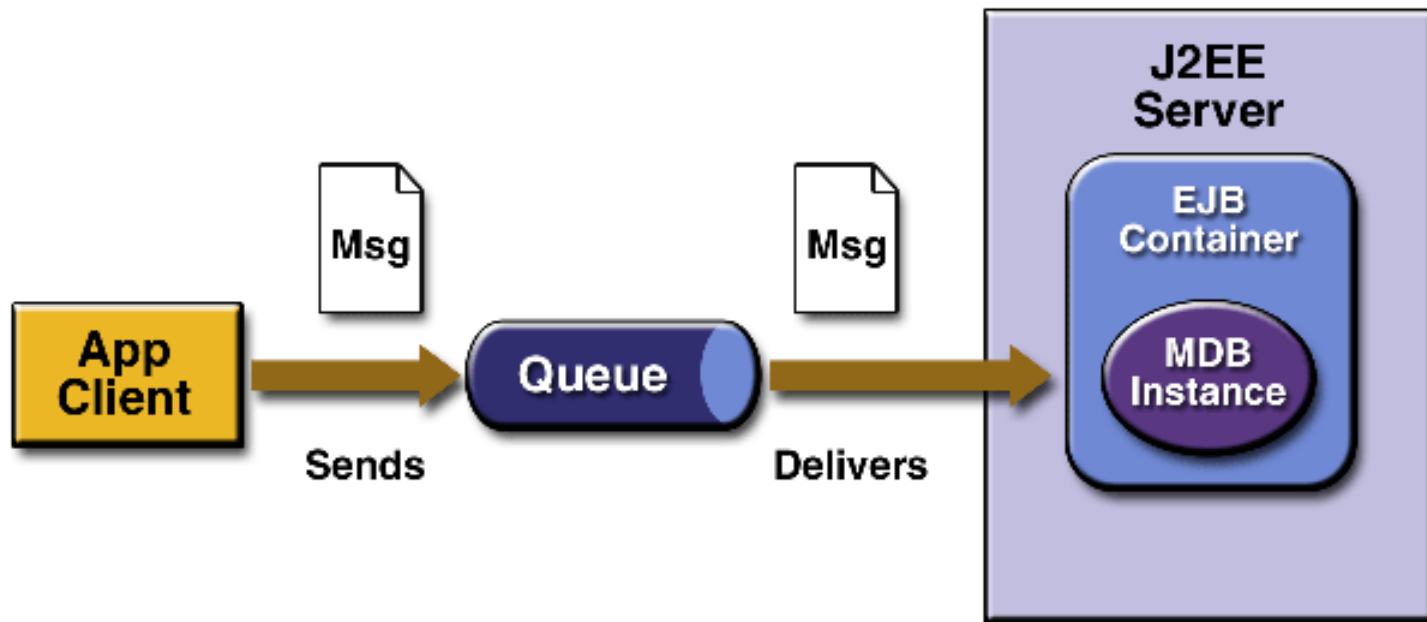 J2EE
Server
Msg
Msg
EJB
Container
App
Client
Queue
MDB
Instance
Sends
Delivers